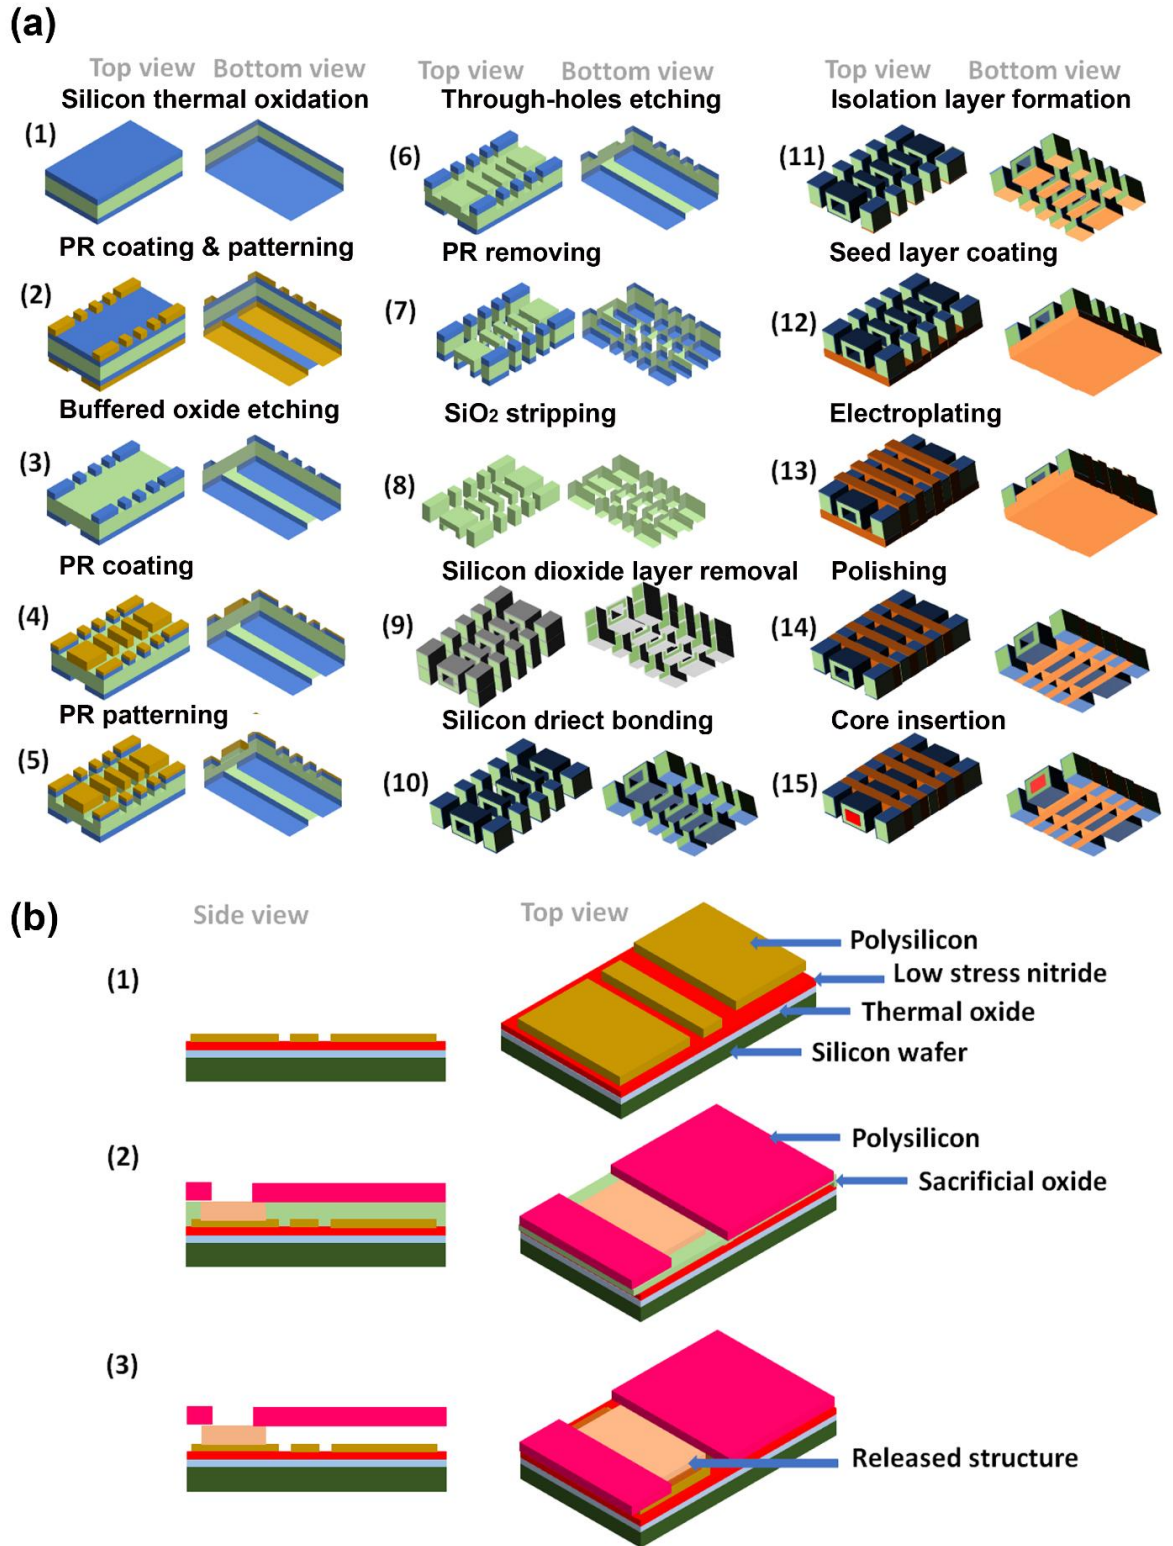 (a)
Top view Bottom view
Silicon thermal oxidation
(1)
PR coating & patterning
(2)
Buffered oxide etching
(3)
PR coating
(4)
PR patterning
(5)
Top view Bottom view
Through-holes etching
(6)
PR removing
(7)
SiO2 stripping
(8)
Silicon dioxide layer removal
(9)
Silicon driect bonding
(10)
Top view Bottom view
Isolation layer formation
(11)
Seed layer coating
(12)
Electroplating
(13)
Polishing
(14)
Core insertion
(15)
(b)
Side view
Top view
(1)
Polysilicon
Low stress nitride
Thermal oxide
Silicon wafer
(2)
Polysilicon
Sacrificial oxide
(3)
Released structure